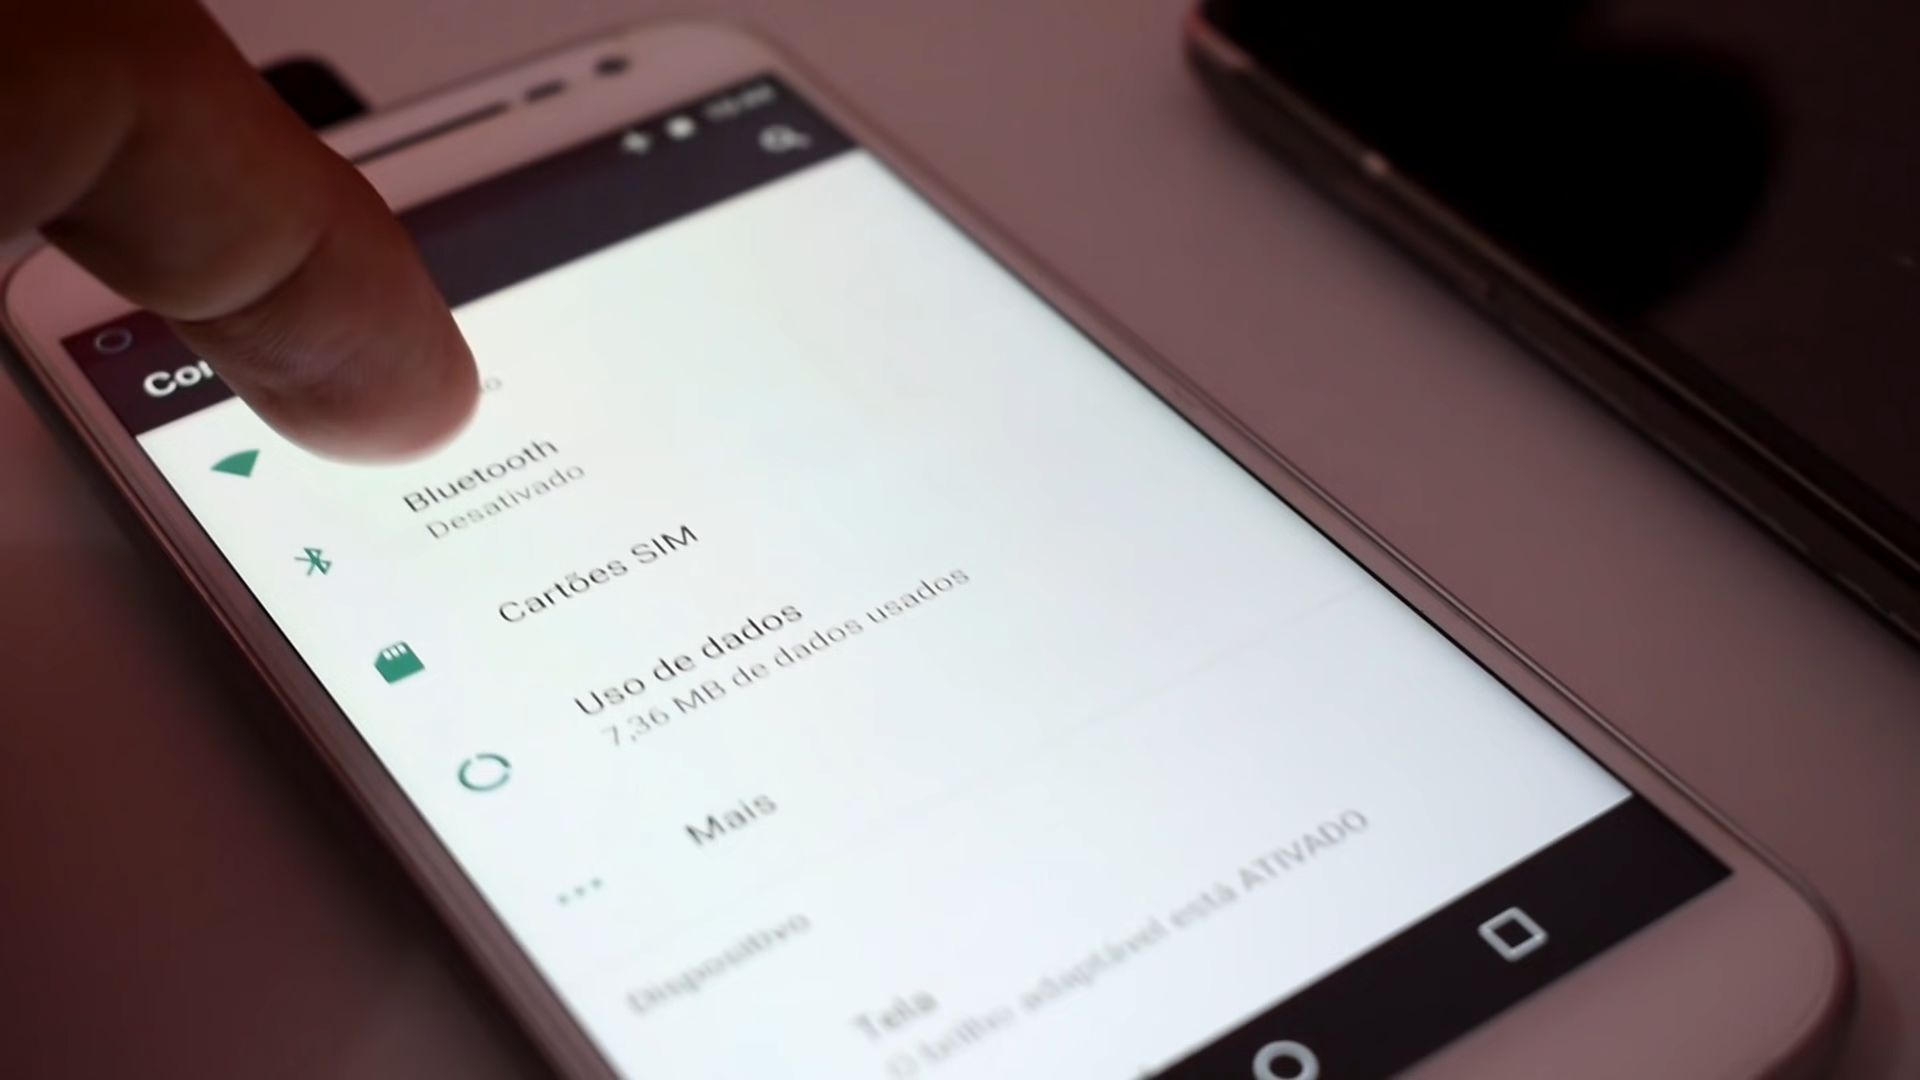 Bluetooth
Desativado
Cartões SIM
Uso de dados
7,36 MB de dados usados
Mais
Dispositivo
Tela
O brilho adaptável está ATIVADO